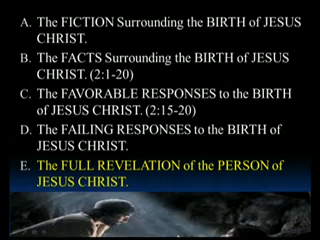 A. The FICTION Surrounding the BIRTH of JESUS
CHRIST.
B. The FACTS Surrounding the BIRTH of JESUS
CHRIST. (2:1-20)
C. The FAVORABLE RESPONSES to the BIRTH
of JESUS CHRIST. (2:15-20)
D. The FAILING RESPONSES to the BIRTH of
JESUS CHRIST.
E. The FULL REVELATION of the PERSON of
JESUS CHRIST.